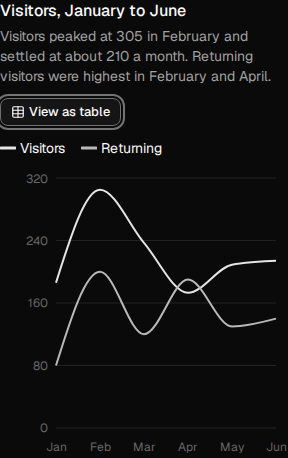 Visitors, January to June
Visitors peaked at 305 in February and
settled at about 210 a month. Returning
visitors were highest in February and April.
View as table
Visitors Returning
320
240
160
80
0
Jan Feb Mar Apr May Jun